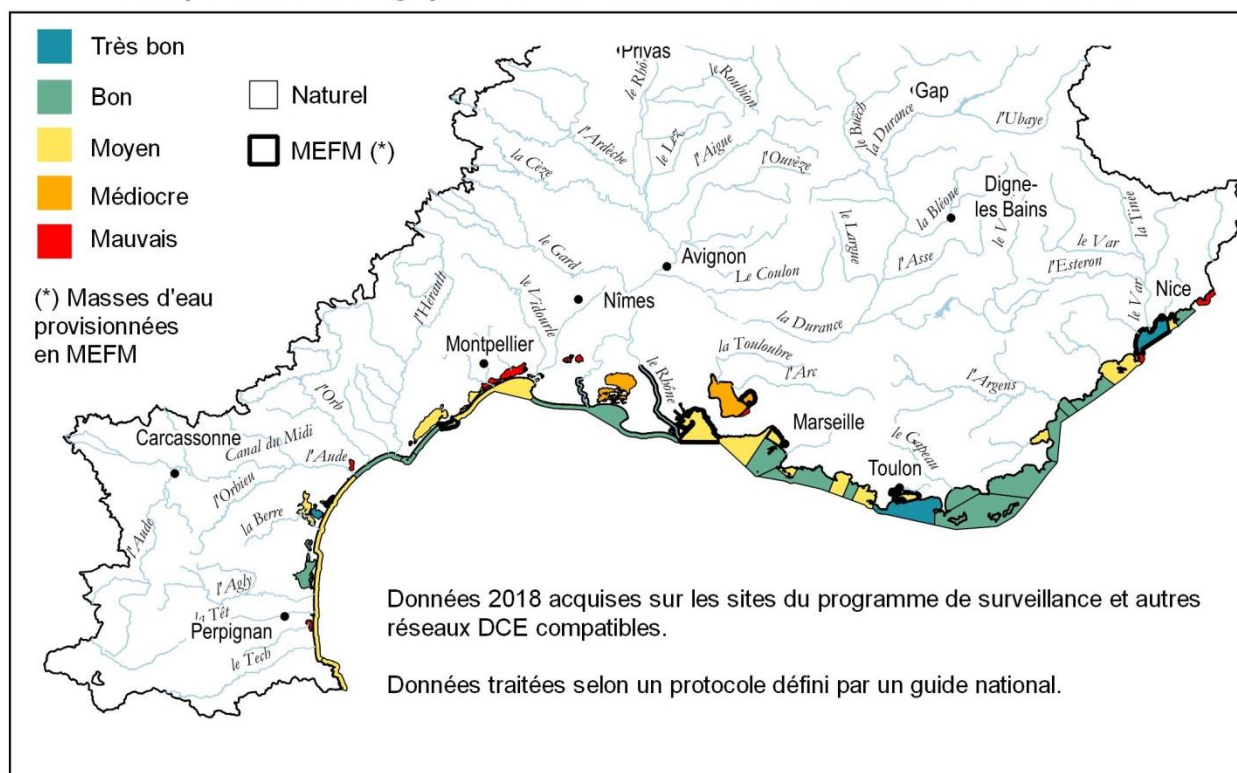 Très bon
Bon
Moyen
Médiocre
Mauvais
Naturel
MEFM (*)
(*) Masses d'eau
provisionnées
en MEFM
Privas
le Rhô
le Roubion
Gap
le Buëch
la Durance
l'Ubaye
l'Ardèche
le Lez
l'Aigue
l'Ouvèze
la Cèze
Digne-
les Bains
la Bléone
la Tinée
le V
le Largue
le Gard
Avignon
Le Coulon
l'Asse
le Var
l'Esteron
l'Hérault
le Vidourle
Nîmes
le Var
Nice
la Durance
Montpellier
la Touloubre
l'Arc
le Rhône
l'Argens
l'Orb
Marseille
Carcassonne
Canal du Midi
l'Aude
le Gapeau
Toulon
l'Orbieu
la Berre
l'Aude
l'Agly
la Têt
Perpignan
le Tech
Données 2018 acquises sur les sites du programme de surveillance et autres
réseaux DCE compatibles.
Données traitées selon un protocole défini par un guide national.